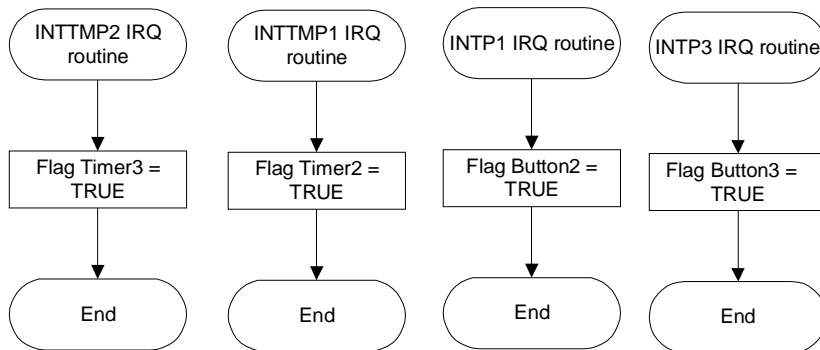 INTTMP2 IRQ
routine
Flag Timer3 =
TRUE
End
INTTMP1 IRQ
routine
Flag Timer2 =
TRUE
End
INTP1 IRQ routine
Flag Button2 =
TRUE
End
INTP3 IRQ routine
Flag Button3 =
TRUE
End